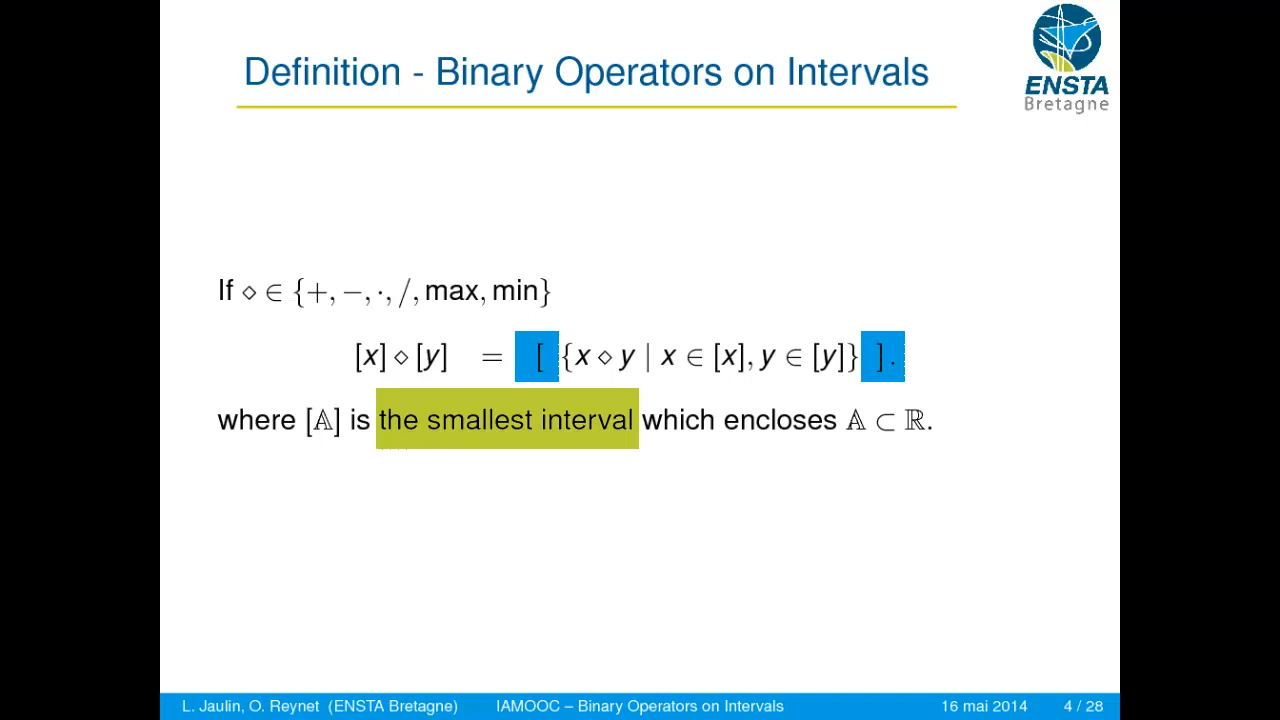 Definition - Binary Operators on Intervals
ENSTA
Bretagne
If ⋄ ∈ {+, −, ·, /, max, min}
[x] ⋄ [y] = [ {x ⋄ y | x ∈ [x], y ∈ [y]} ] .
where [𝔸] is the smallest interval which encloses 𝔸 ⊂ ℝ.
L. Jaulin, O. Reynet (ENSTA Bretagne) IAMOOC – Binary Operators on Intervals 16 mai 2014 4 / 28